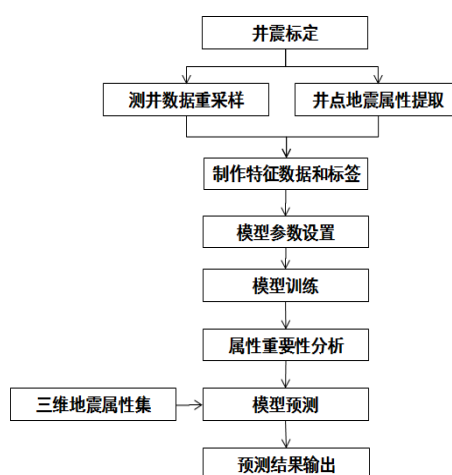 井震标定
测井数据重采样
井点地震属性提取
制作特征数据和标签
模型参数设置
模型训练
属性重要性分析
三维地震属性集
模型预测
预测结果输出